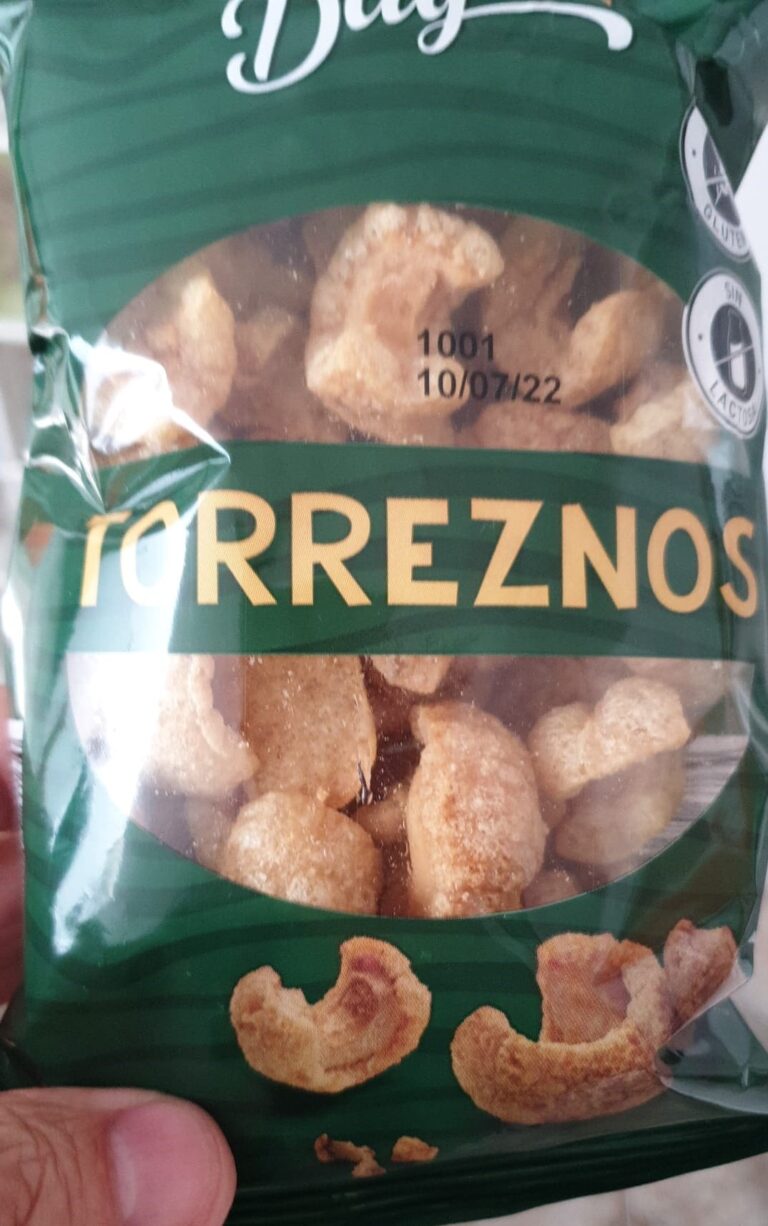 GLUTEN
1001
10/07/22
SIN
LACTOSA
TORREZNOS